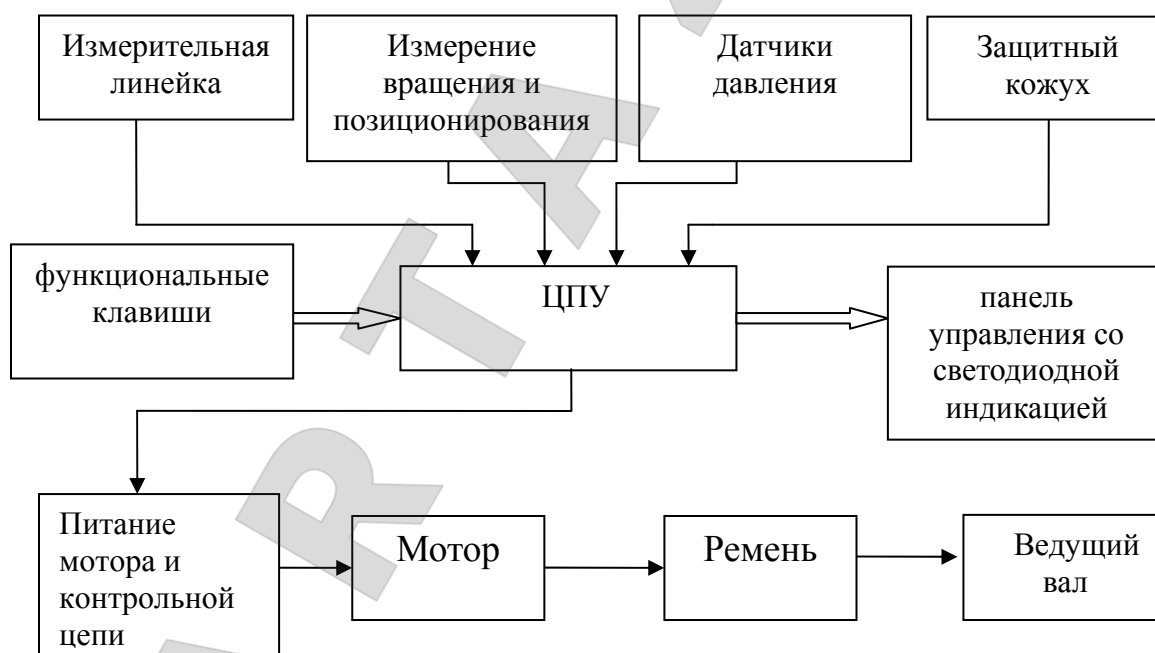 Измерительная
линейка
Измерение
вращения и
позиционирования
Датчики
давления
Защитный
кожух
функциональные
клавиши
ЦПУ
панель
управления со
светодиодной
индикацией
Питание
мотора и
контрольной
цепи
Мотор
Ремень
Ведущий
вал